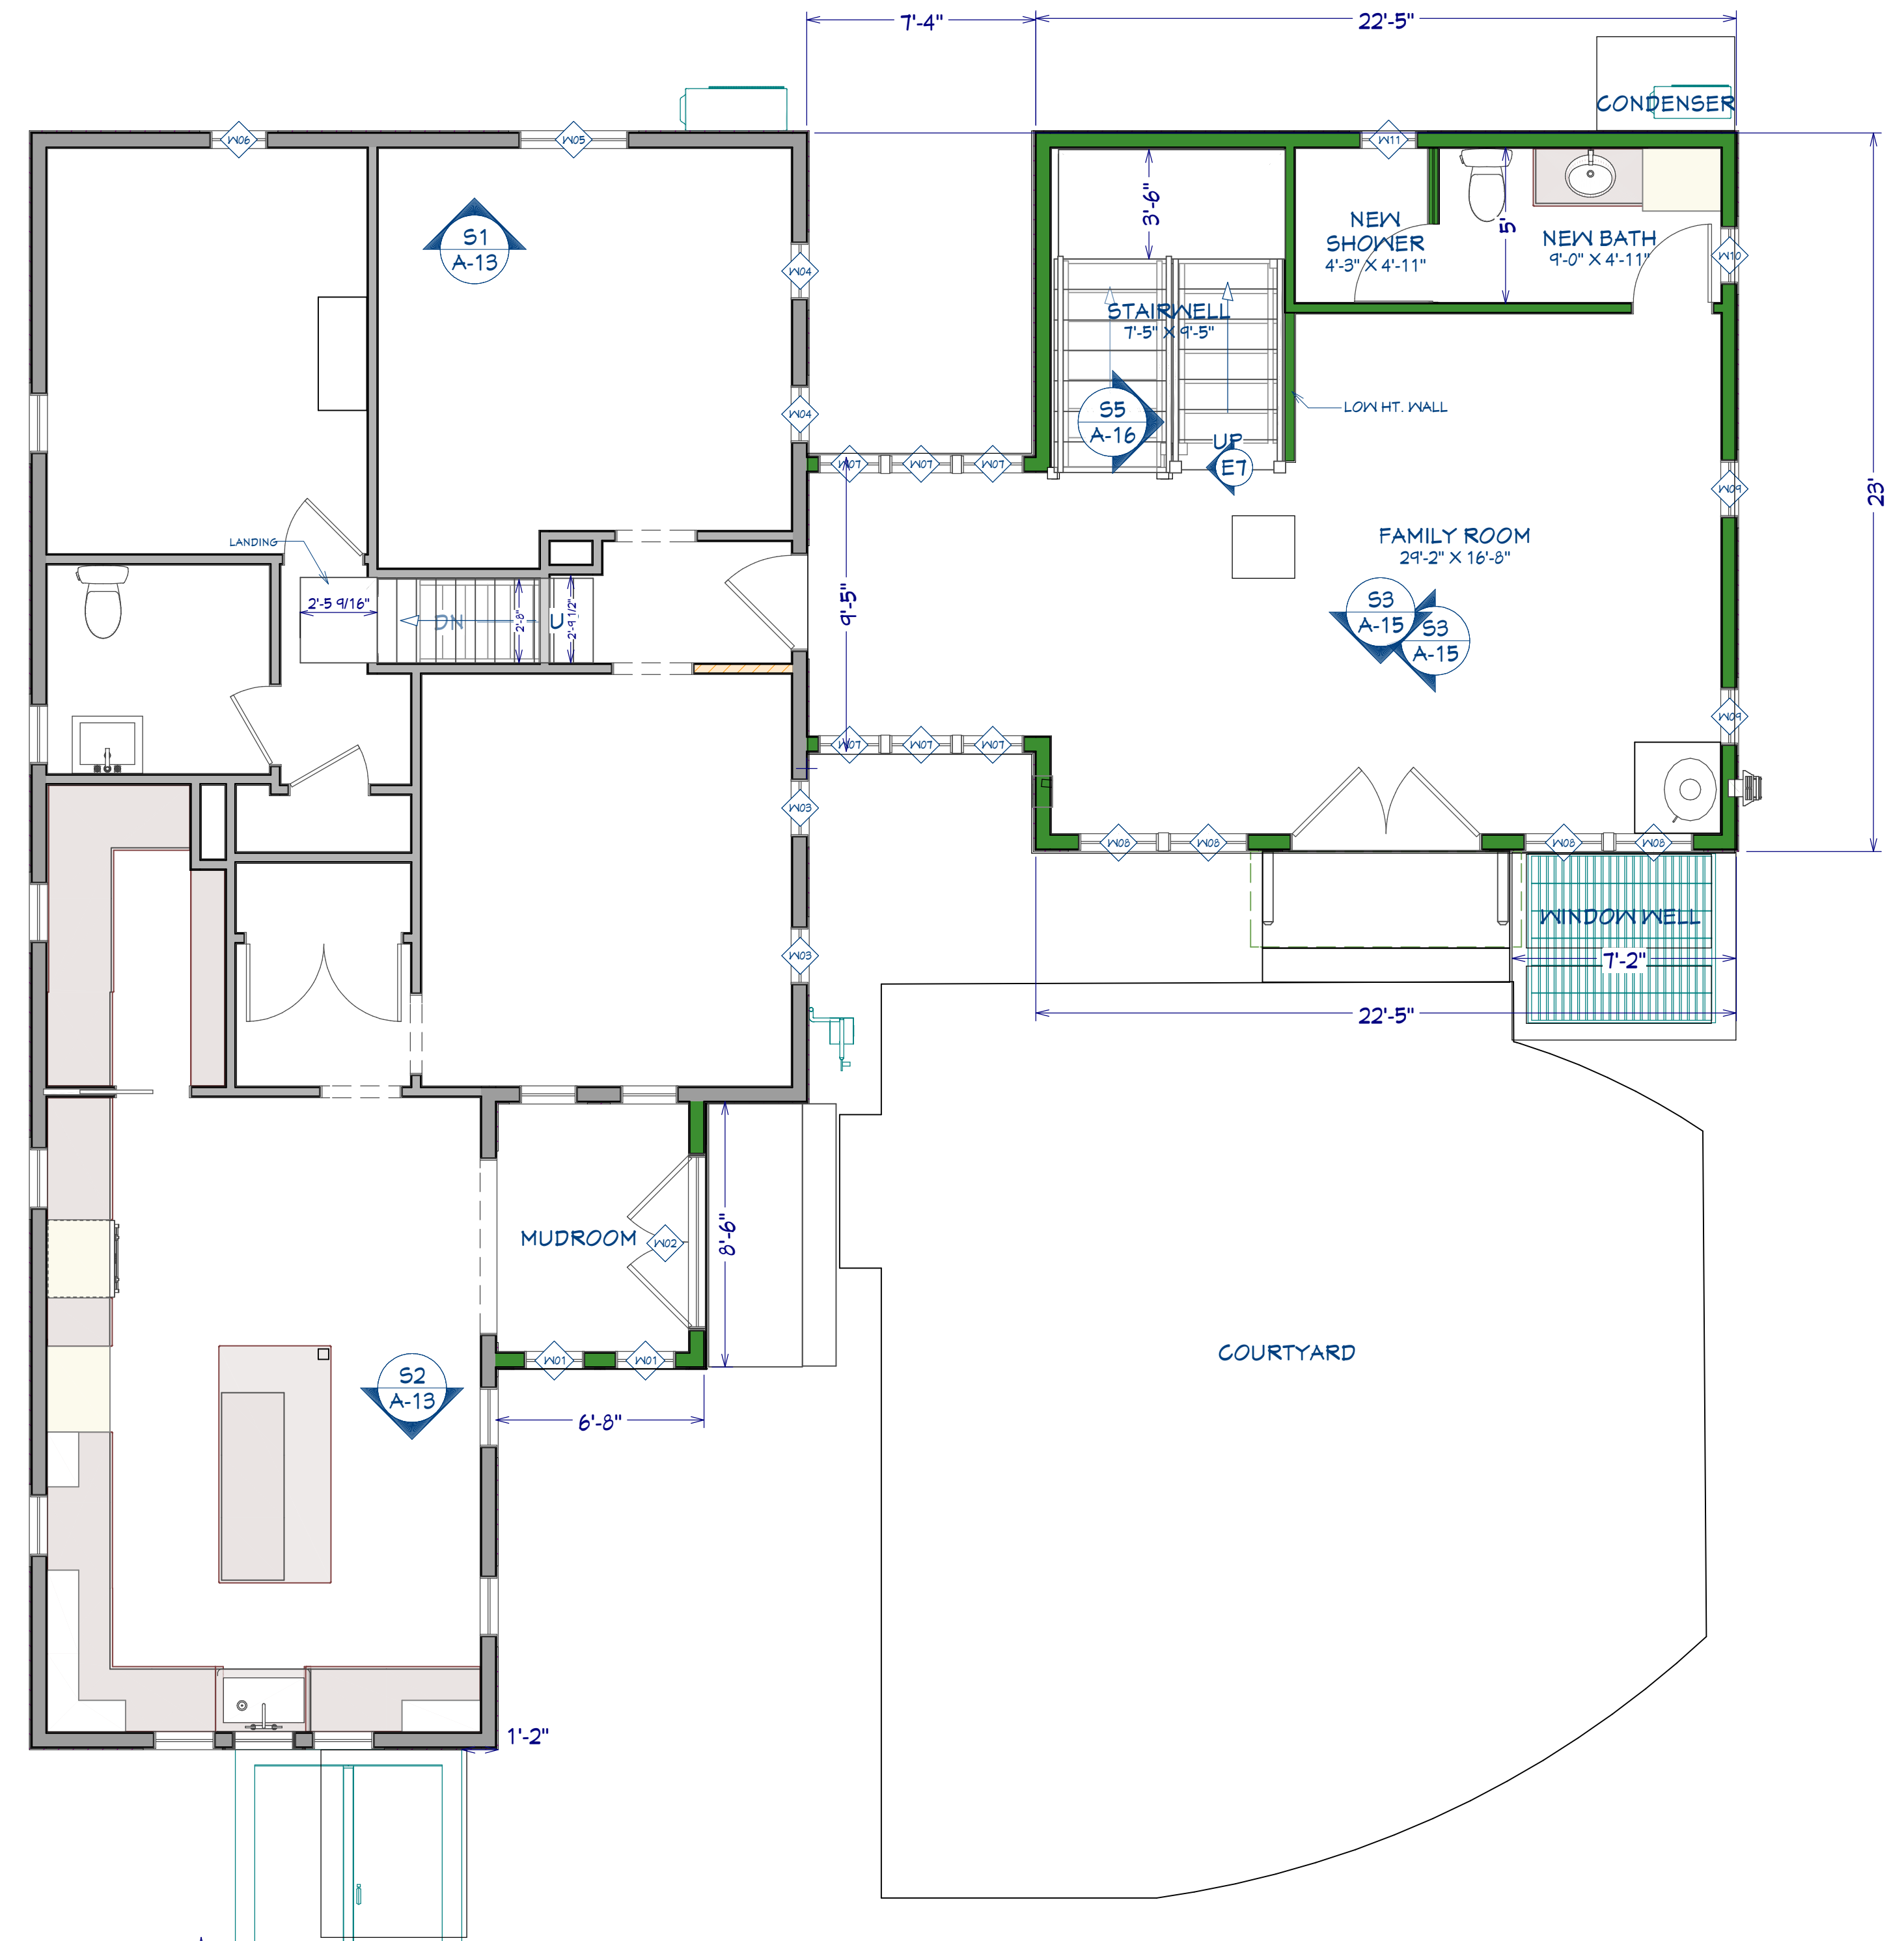 7'-4"
22'-5"
CONDENSER
W06
W05
W11
S1
A-13
3'-6"
NEW
SHOWER
4'-3" X 4'-11"
5'
NEW BATH
9'-0" X 4'-11"
W10
W04
STAIRWELL
7'-5" X 9'-5"
W04
S5
A-16
LOW HT. WALL
UP
E7
W07
W07
W07
W09
23'
LANDING
FAMILY ROOM
29'-2" X 16'-8"
2'-5 9/16"
DN
2'-8"
U
2'-9 1/2"
9'-5"
S3
A-15
S3
A-15
W09
W07
W07
W07
W03
W08
W08
W08
W08
WINDOW WELL
W03
7'-2"
22'-5"
MUDROOM
W02
8'-6"
W01
W01
COURTYARD
S2
A-13
6'-8"
1'-2"